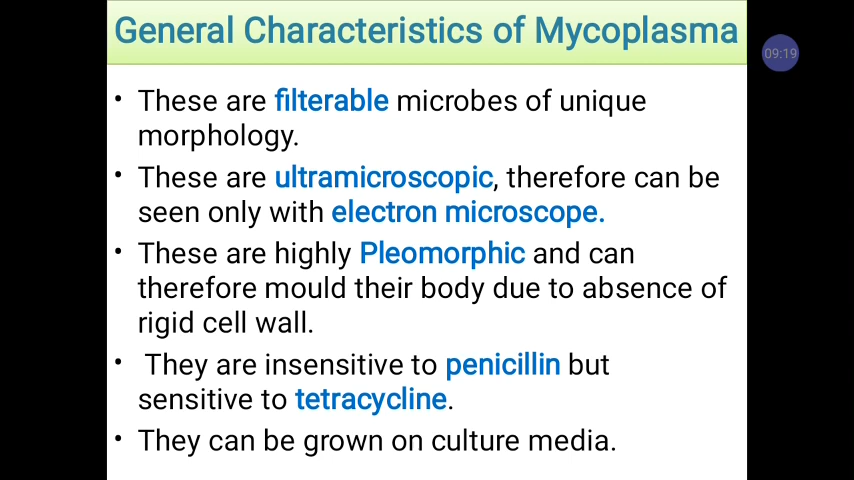 General Characteristics of Mycoplasma
09:19
• These are filterable microbes of unique
morphology.
• These are ultramicroscopic, therefore can be
seen only with electron microscope.
• These are highly Pleomorphic and can
therefore mould their body due to absence of
rigid cell wall.
• They are insensitive to penicillin but
sensitive to tetracycline.
• They can be grown on culture media.